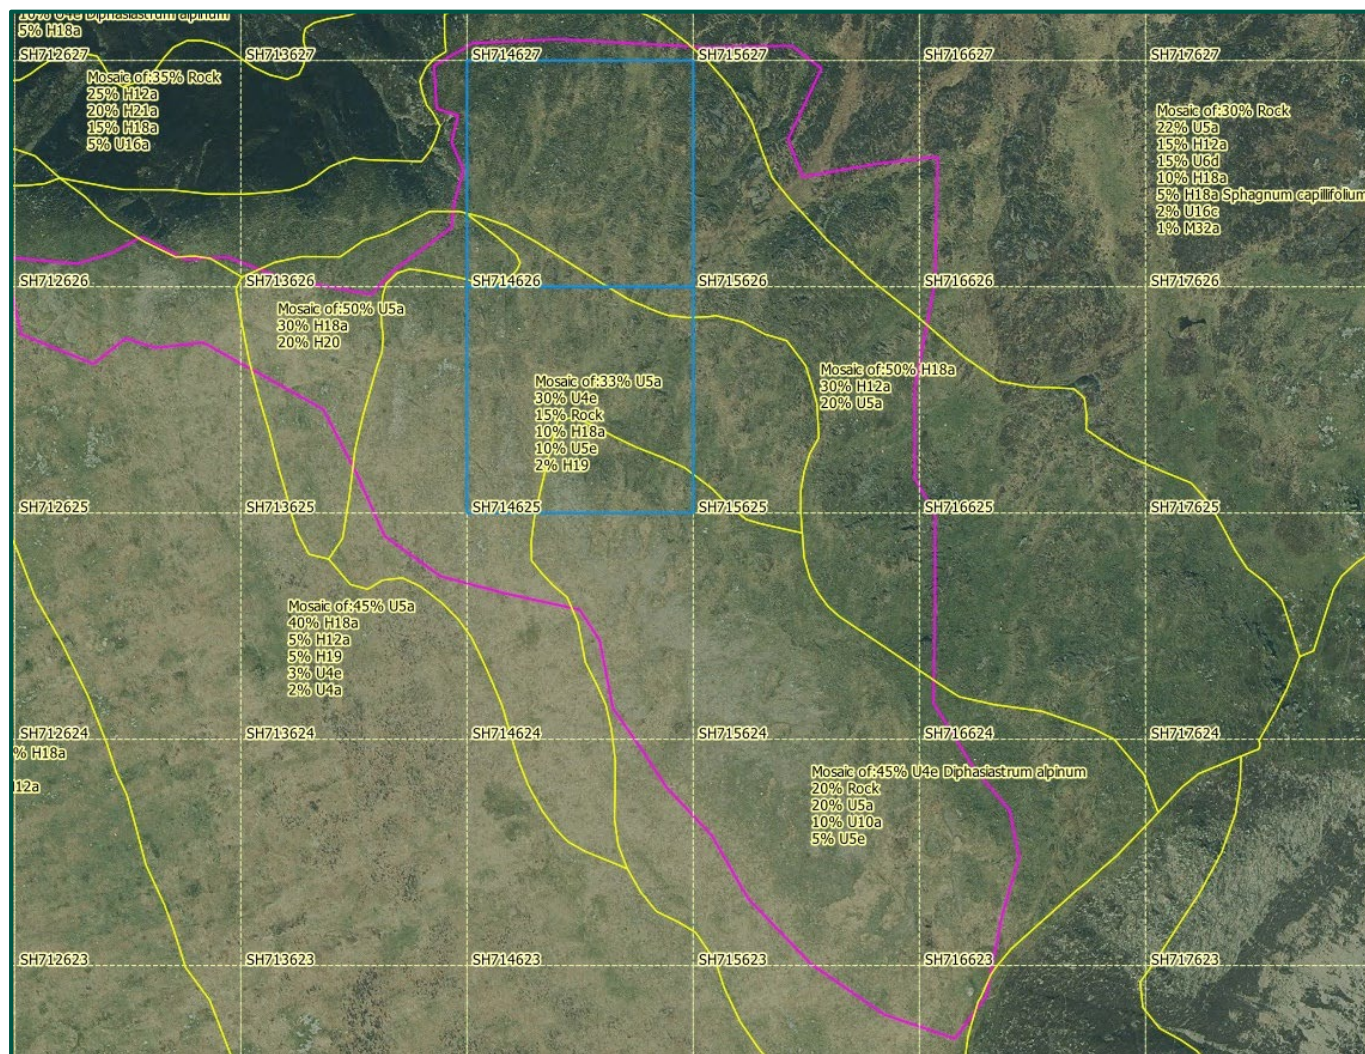 10% U4e Diphasiastrum alpinum
5% H18a
SH712627
SH713627
SH714627
SH715627
SH716627
SH717627
Mosaic of:35% Rock
25% H12a
20% H21a
15% H18a
5% U16a
Mosaic of:30% Rock
22% U5a
15% H12a
15% U6d
10% H18a
5% H18a Sphagnum capillifolium
2% U16c
1% M32a
SH712626
SH713626
SH714626
SH715626
SH716626
SH717626
Mosaic of:50% U5a
30% H18a
20% H20
Mosaic of:33% U5a
30% U4e
15% Rock
10% H18a
10% U5e
2% H19
Mosaic of:50% H18a
30% H12a
20% U5a
SH712625
SH713625
SH714625
SH715625
SH716625
SH717625
Mosaic of:45% U5a
40% H18a
5% H12a
5% H19
3% U4e
2% U4a
SH712624
SH713624
SH714624
SH715624
SH716624
SH717624
% H18a
12a
Mosaic of:45% U4e Diphasiastrum alpinum
20% Rock
20% U5a
10% U10a
5% U5e
SH712623
SH713623
SH714623
SH715623
SH716623
SH717623